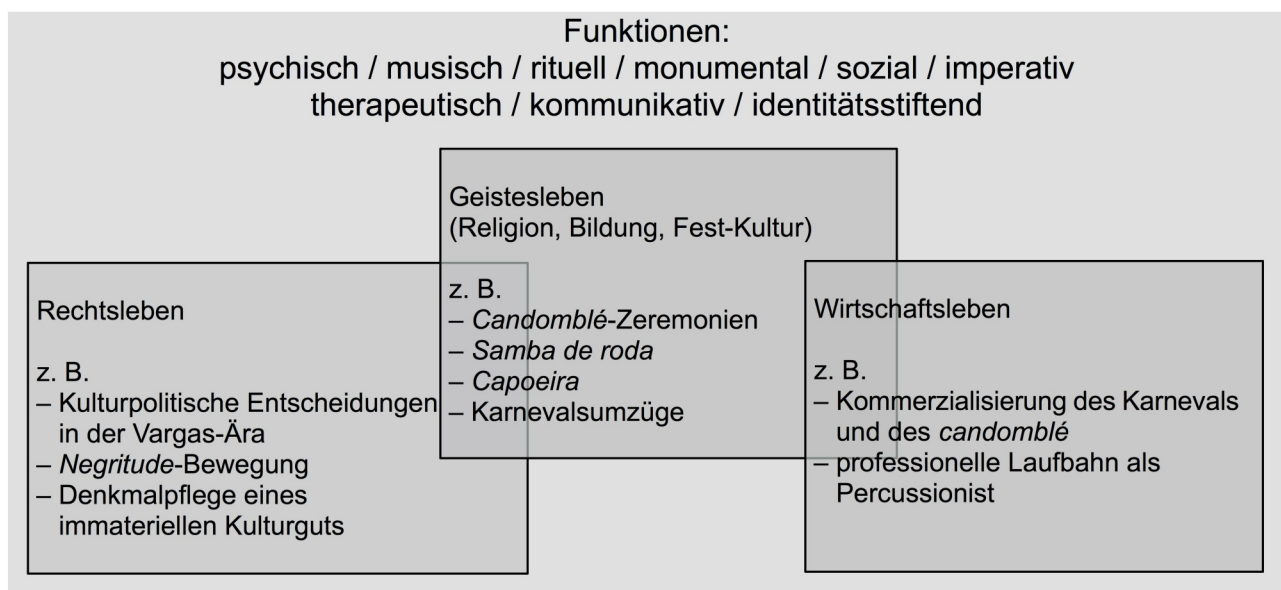 Funktionen:
psychisch / musisch / rituell / monumental / sozial / imperativ
therapeutisch / kommunikativ / identitätsstiftend
Geistesleben
(Religion, Bildung, Fest-Kultur)
z. B.
– Candomblé-Zeremonien
– Samba de roda
– Capoeira
– Karnevalsumzüge
Rechtsleben
z. B.
– Kulturpolitische Entscheidungen
in der Vargas-Ära
– Negritude-Bewegung
– Denkmalpflege eines
immateriellen Kulturguts
Wirtschaftsleben
z. B.
– Kommerzialisierung des Karnevals
und des candomblé
– professionelle Laufbahn als
Percussionist